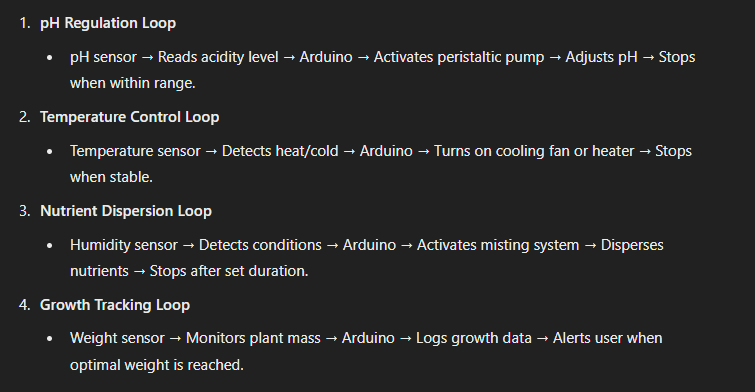 1. pH Regulation Loop
• pH sensor → Reads acidity level → Arduino → Activates peristaltic pump → Adjusts pH → Stops
when within range.
2. Temperature Control Loop
• Temperature sensor → Detects heat/cold → Arduino → Turns on cooling fan or heater → Stops
when stable.
3. Nutrient Dispersion Loop
• Humidity sensor → Detects conditions → Arduino → Activates misting system → Disperses
nutrients → Stops after set duration.
4. Growth Tracking Loop
• Weight sensor → Monitors plant mass → Arduino → Logs growth data → Alerts user when
optimal weight is reached.